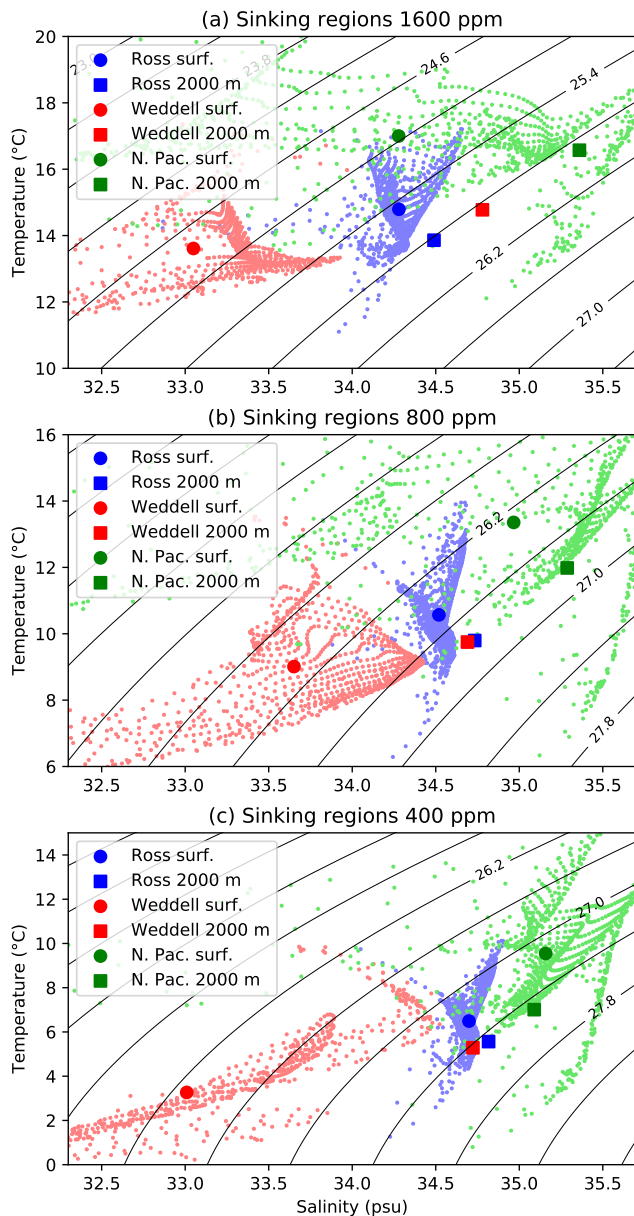 (a) Sinking regions 1600 ppm
20
18
16
14
12
10
Temperature (°C)
Ross surf.
Ross 2000 m
Weddell surf.
Weddell 2000 m
N. Pac. surf.
N. Pac. 2000 m
23.0
23.8
24.6
25.4
26.2
27.0
32.5 33.0 33.5 34.0 34.5 35.0 35.5
(b) Sinking regions 800 ppm
16
14
12
10
8
6
Temperature (°C)
Ross surf.
Ross 2000 m
Weddell surf.
Weddell 2000 m
N. Pac. surf.
N. Pac. 2000 m
26.2
27.0
27.8
32.5 33.0 33.5 34.0 34.5 35.0 35.5
(c) Sinking regions 400 ppm
14
12
10
8
6
4
2
0
Temperature (°C)
Ross surf.
Ross 2000 m
Weddell surf.
Weddell 2000 m
N. Pac. surf.
N. Pac. 2000 m
26.2
27.0
27.8
32.5 33.0 33.5 34.0 34.5 35.0 35.5
Salinity (psu)